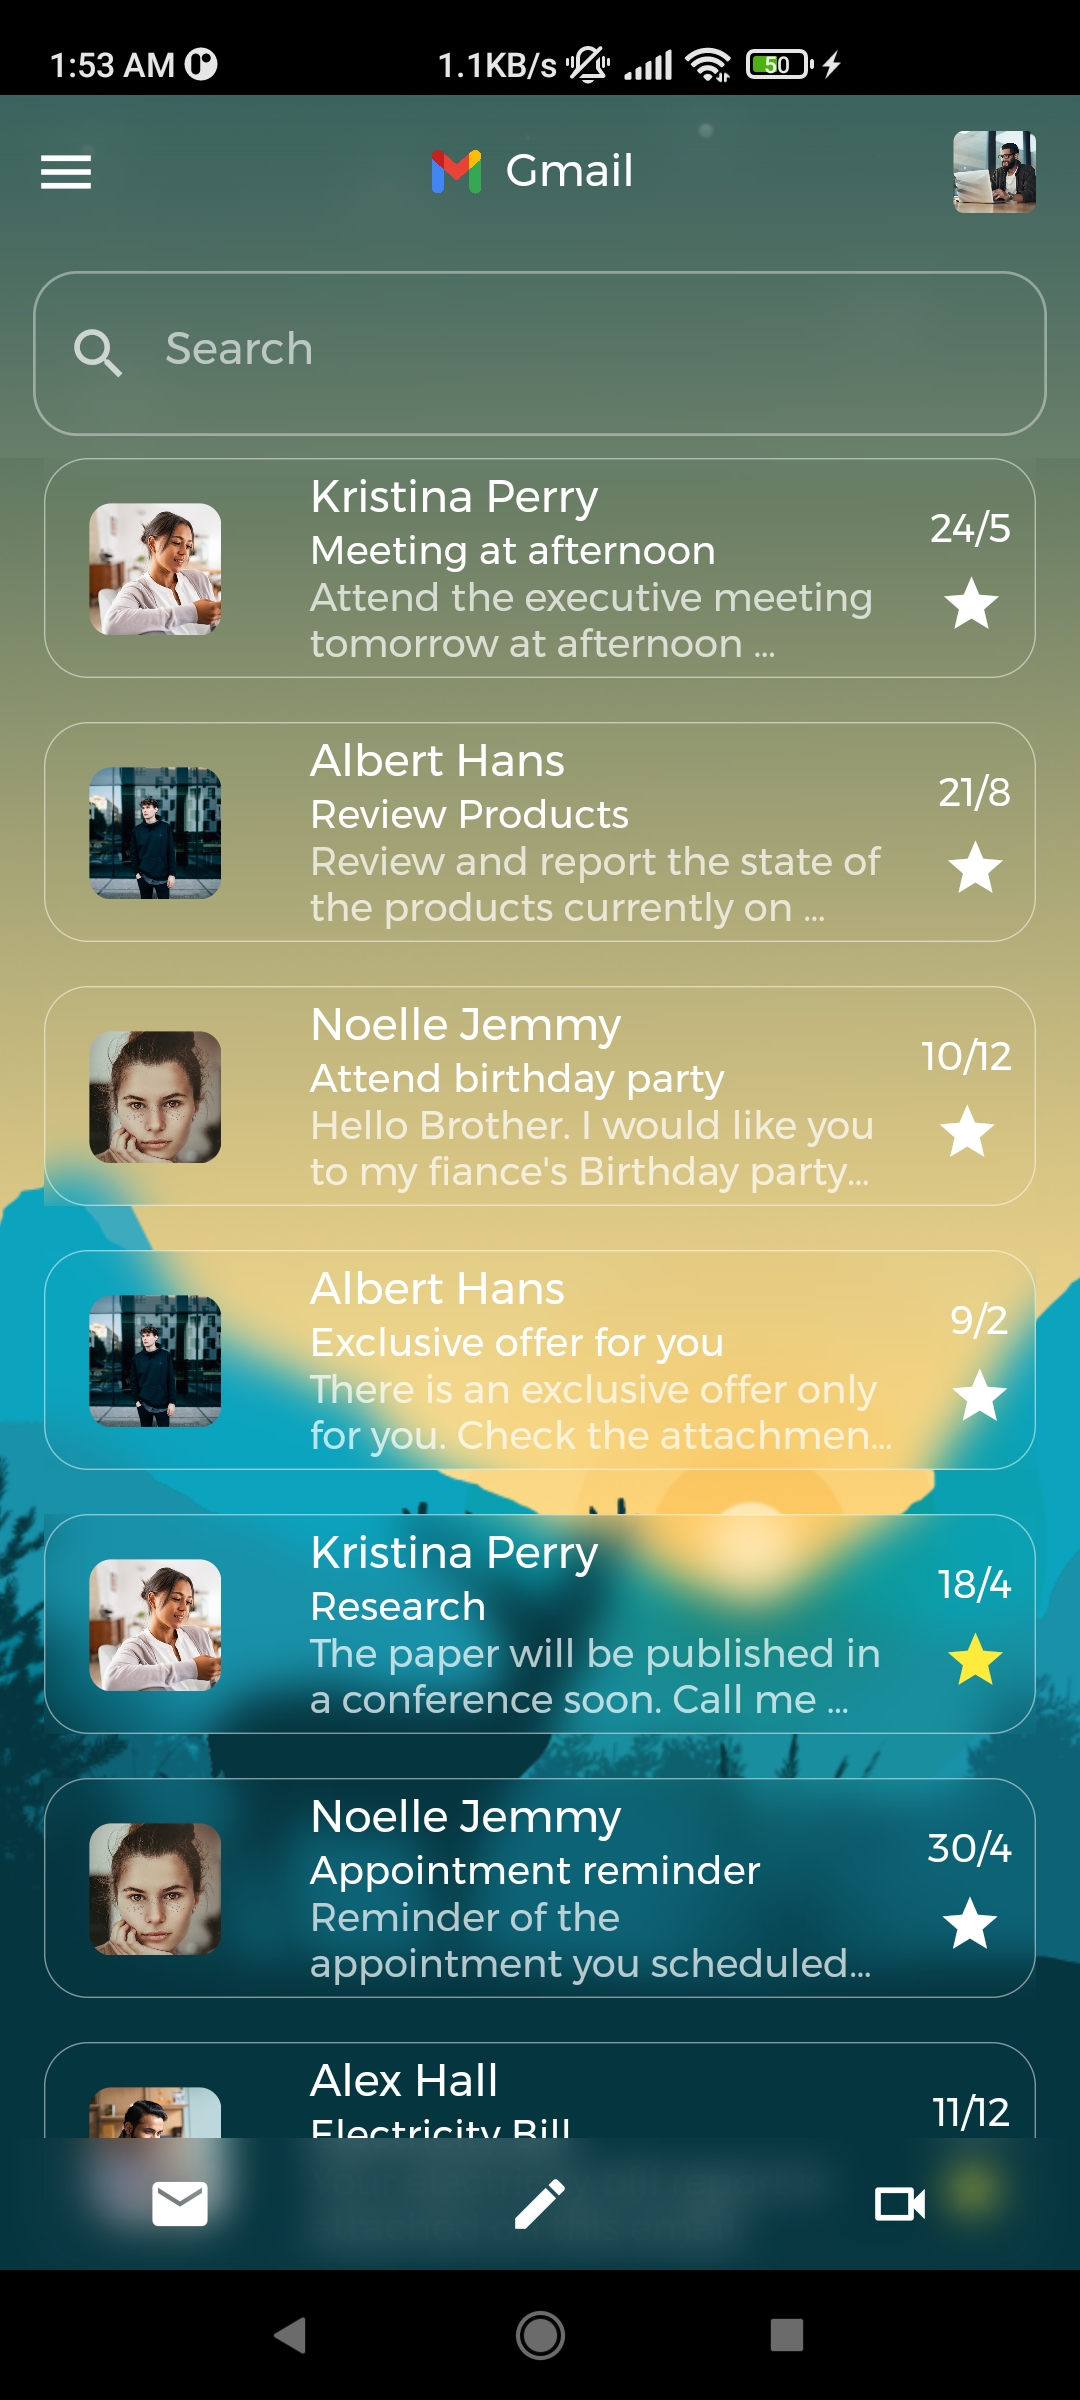 1:53 AM
1.1KB/s
50
Gmail
Search
Kristina Perry
Meeting at afternoon
Attend the executive meeting
tomorrow at afternoon ...
24/5
Albert Hans
Review Products
Review and report the state of
the products currently on ...
21/8
Noelle Jemmy
Attend birthday party
Hello Brother. I would like you
to my fiance's Birthday party...
10/12
Albert Hans
Exclusive offer for you
There is an exclusive offer only
for you. Check the attachmen...
9/2
Kristina Perry
Research
The paper will be published in
a conference soon. Call me ...
18/4
Noelle Jemmy
Appointment reminder
Reminder of the
appointment you scheduled...
30/4
Alex Hall
Electricity Bill
11/12